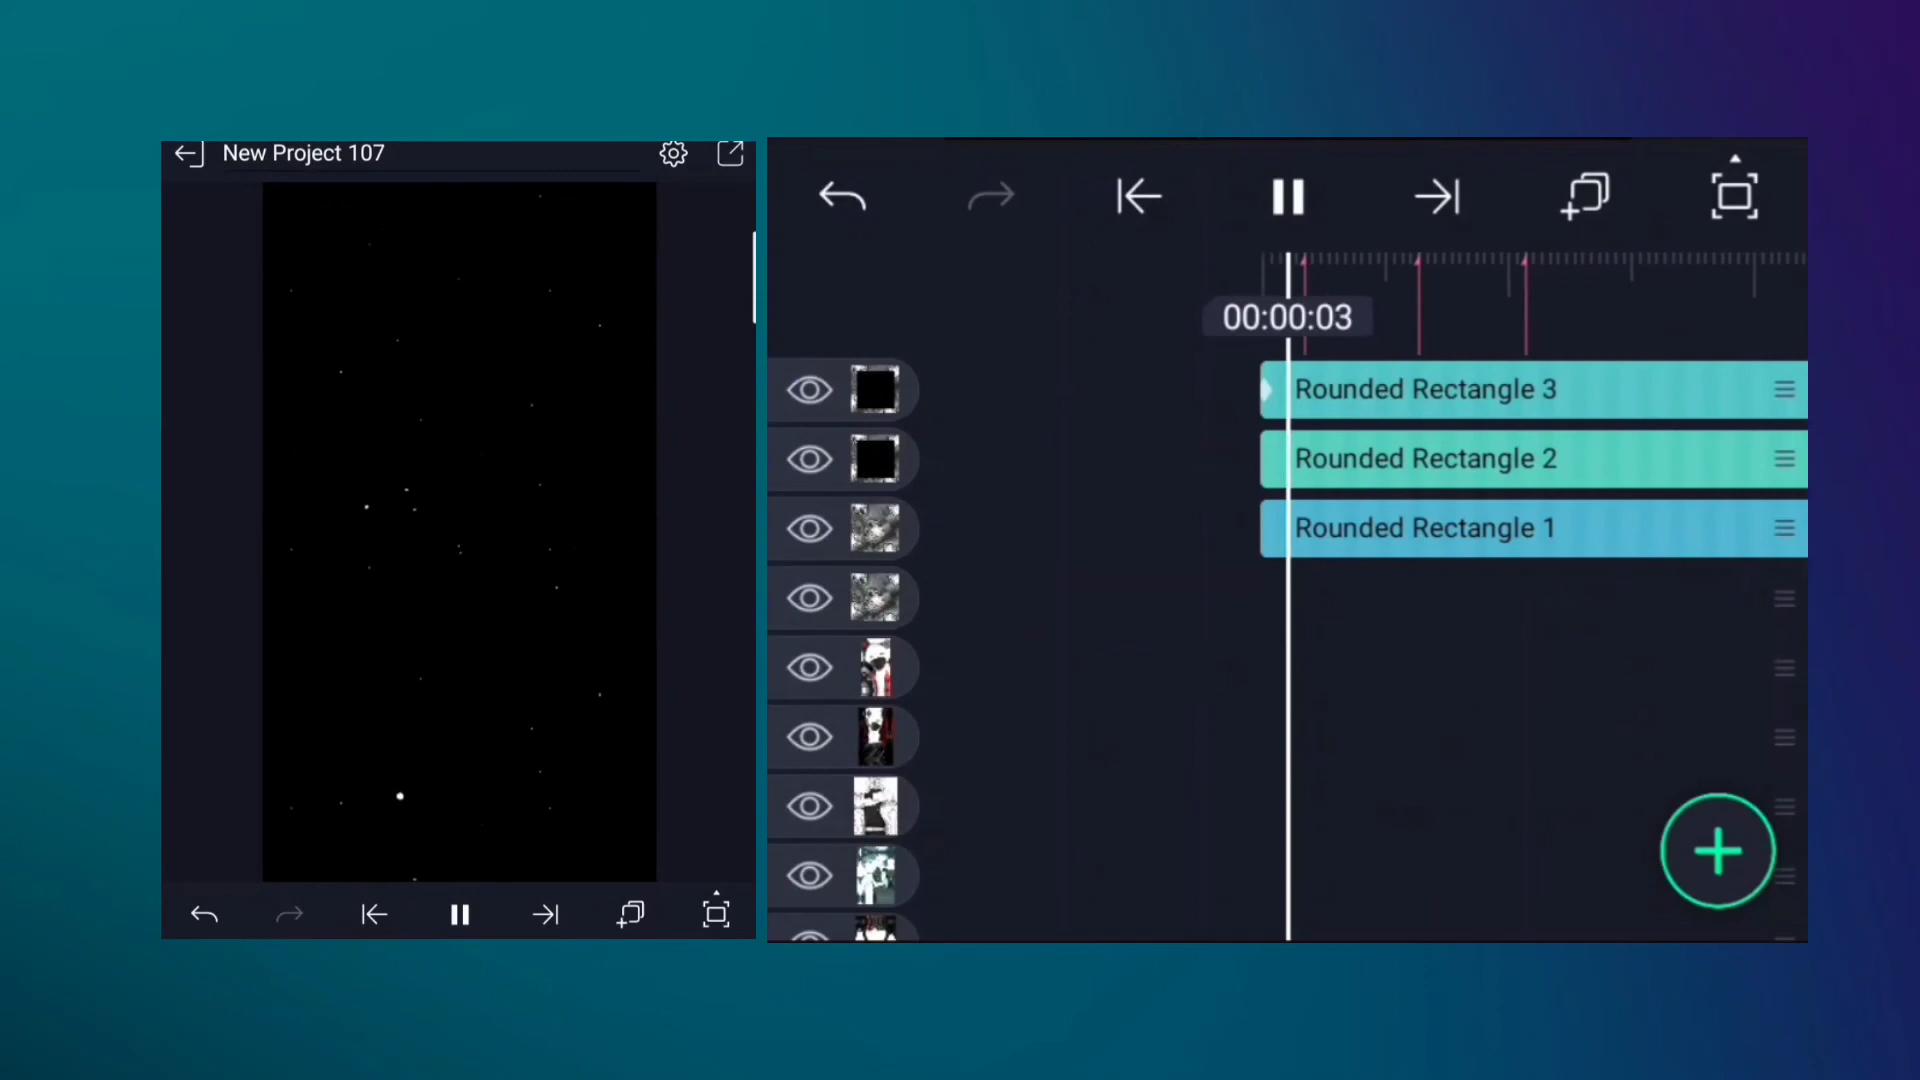 New Project 107
00:00:03
Rounded Rectangle 3
Rounded Rectangle 2
Rounded Rectangle 1